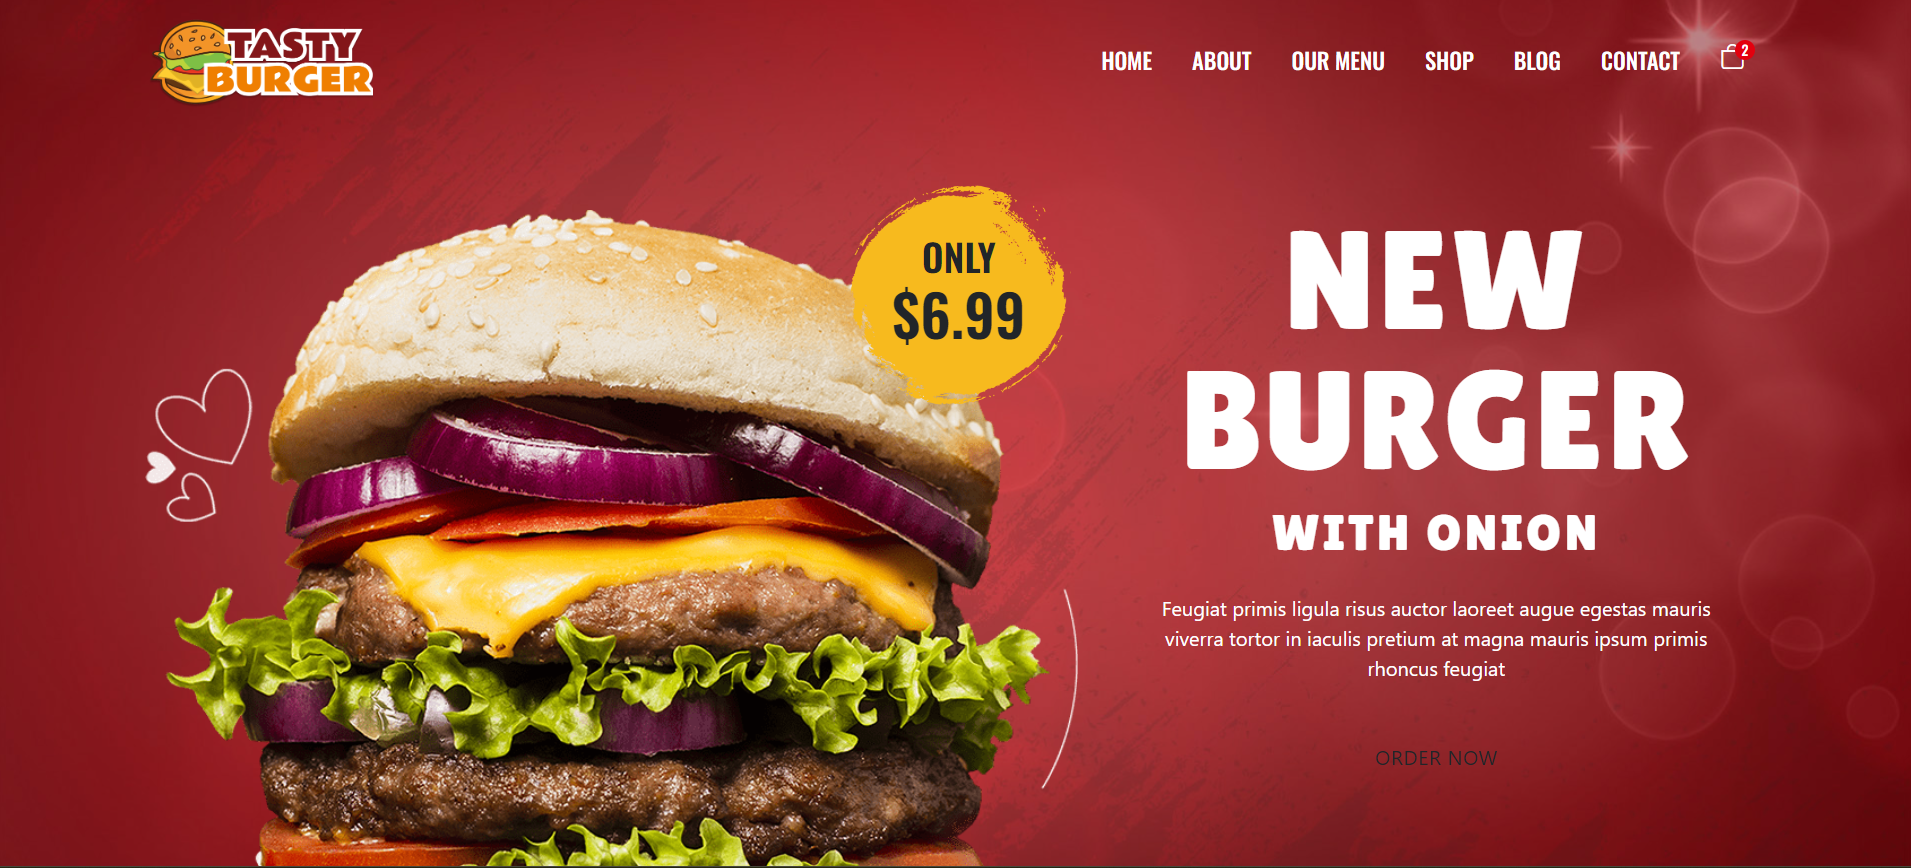 TASTY
BURGER
HOME ABOUT OUR MENU SHOP BLOG CONTACT 2
ONLY
$6.99
NEW
BURGER
WITH ONION
Feugiat primis ligula risus auctor laoreet augue egestas mauris
viverra tortor in iaculis pretium at magna mauris ipsum primis
rhoncus feugiat
ORDER NOW